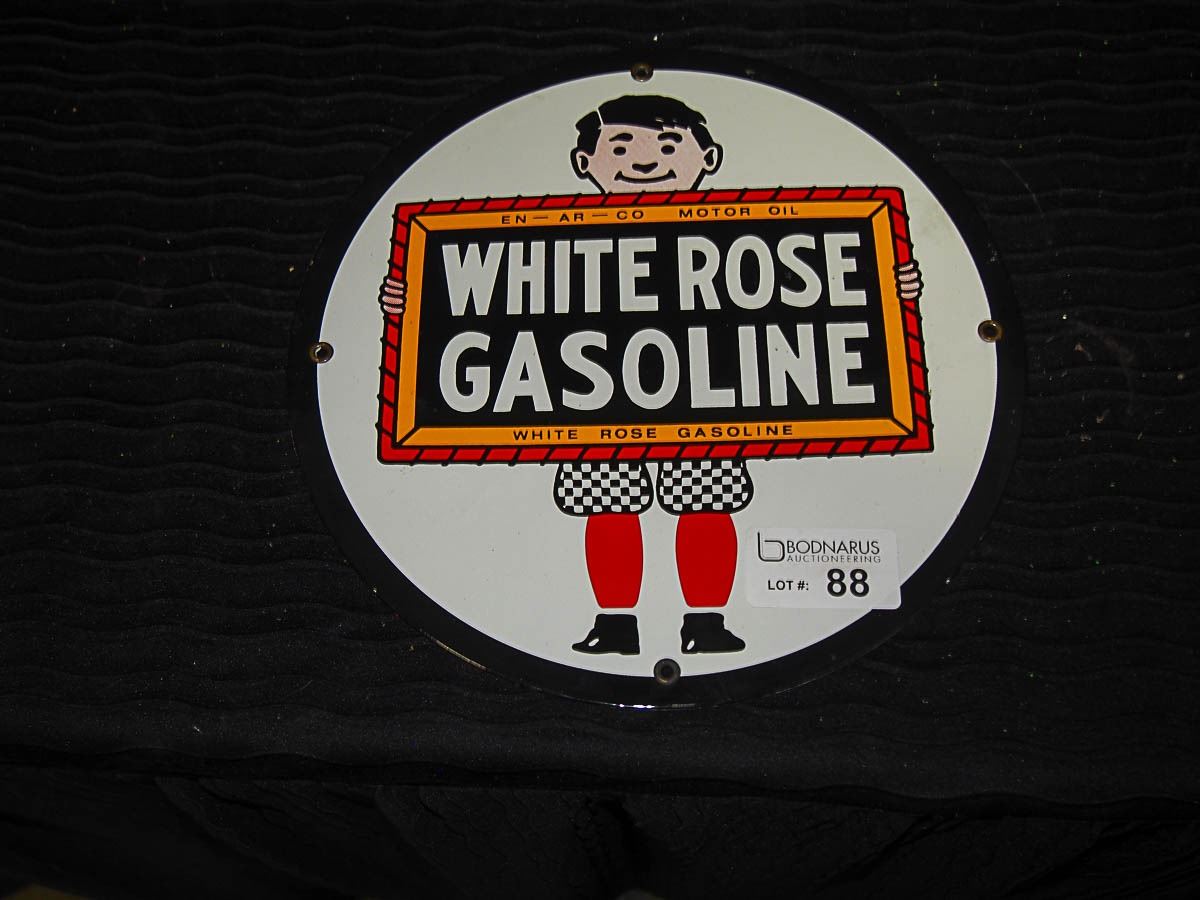 EN—AR—CO MOTOR OIL
WHITE ROSE
GASOLINE
WHITE ROSE GASOLINE
BODNARUS
AUCTIONEERING
LOT #: 88